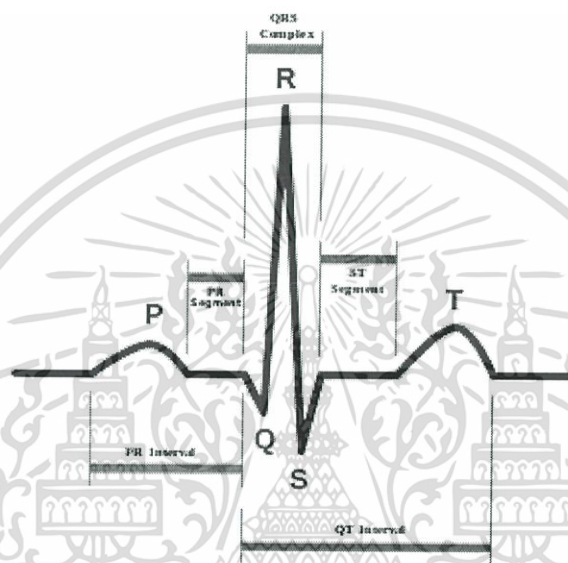 QRS
Complex
R
PR
Segment
ST
Segment
P
T
Q
S
PR Interval
QT Interval